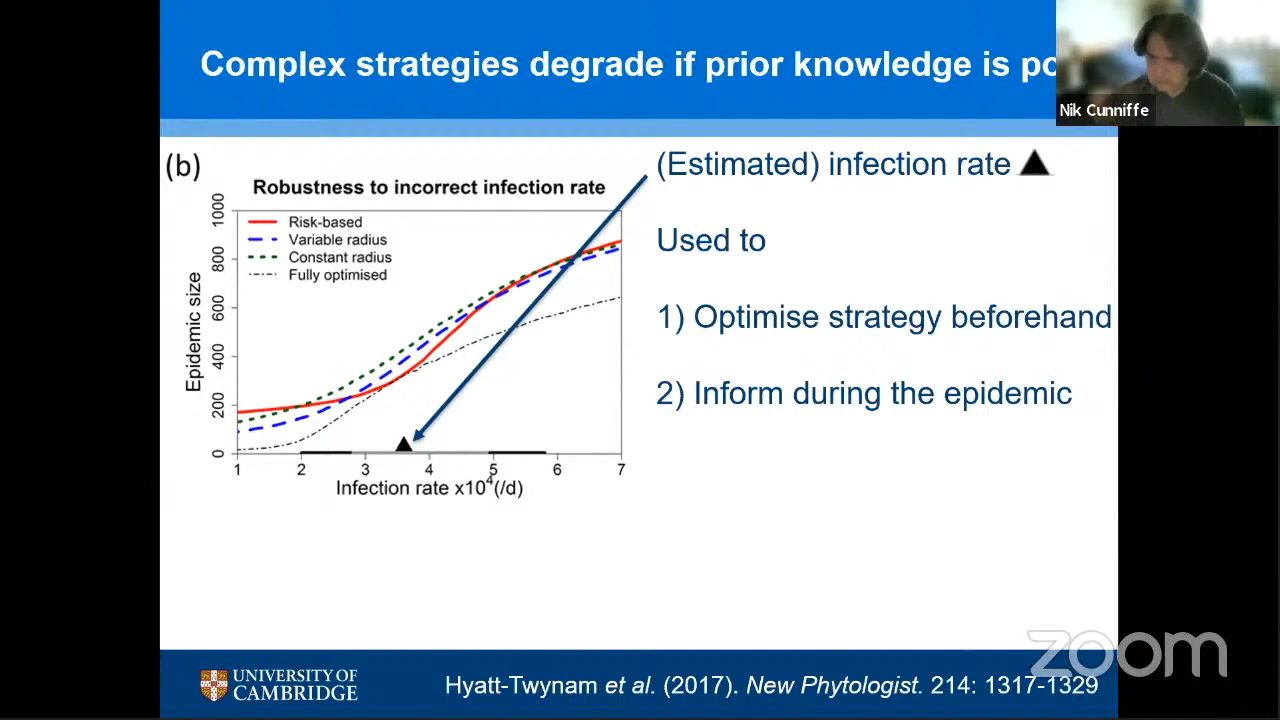 Complex strategies degrade if prior knowledge is po
Nik Cunniffe
(b)
Robustness to incorrect infection rate
Risk-based
Variable radius
Constant radius
Fully optimised
Epidemic size
0 200 400 600 800 1000
1 2 3 4 5 6 7
Infection rate x10⁴(/d)
(Estimated) infection rate
Used to
1) Optimise strategy beforehand
2) Inform during the epidemic
zoom
UNIVERSITY OF
CAMBRIDGE
Hyatt-Twynam et al. (2017). New Phytologist. 214: 1317-1329